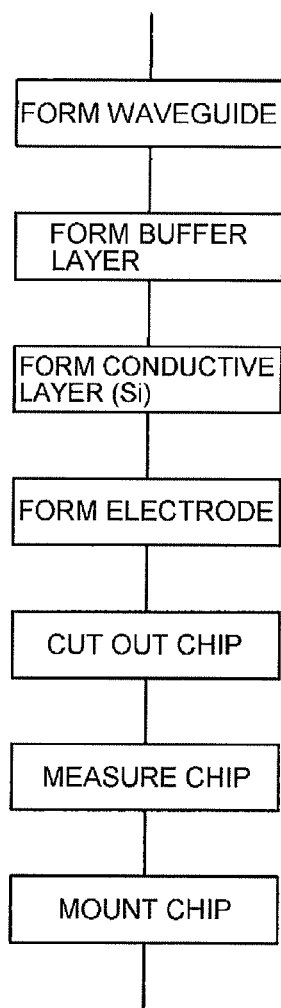 FORM WAVEGUIDE
FORM BUFFER
LAYER
FORM CONDUCTIVE
LAYER (Si)
FORM ELECTRODE
CUT OUT CHIP
MEASURE CHIP
MOUNT CHIP